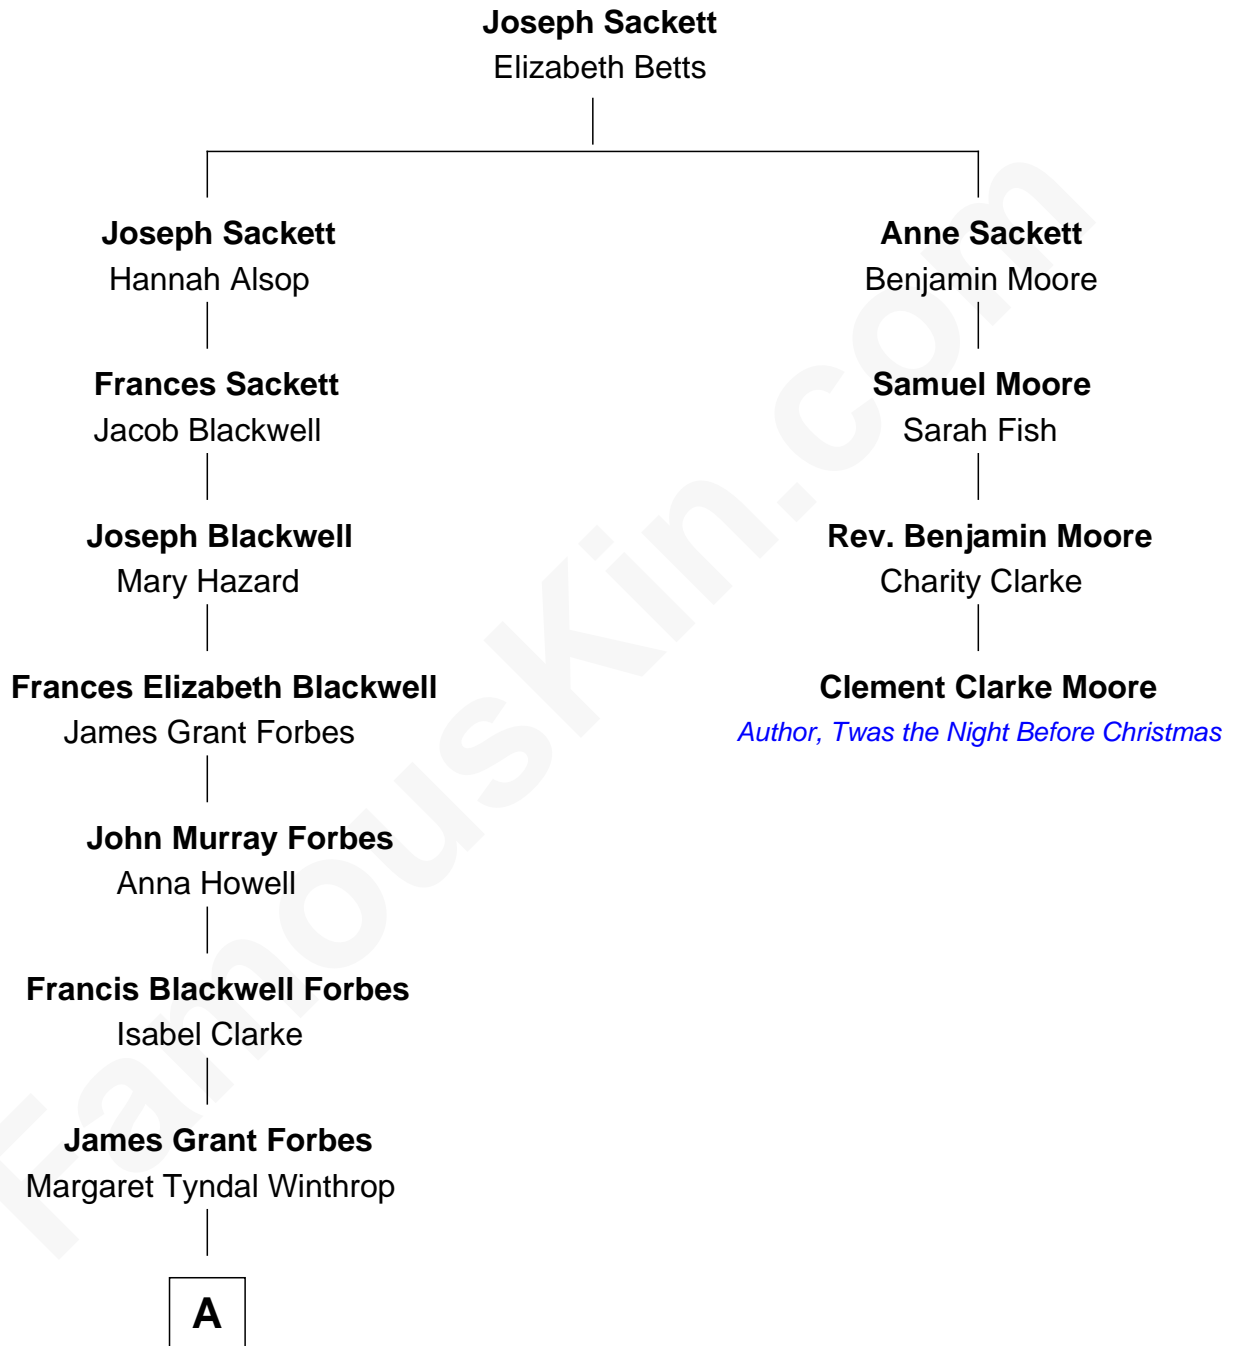 Joseph Sackett
Elizabeth Betts
Joseph Sackett
Hannah Alsop
Anne Sackett
Benjamin Moore
Frances Sackett
Jacob Blackwell
Samuel Moore
Sarah Fish
Joseph Blackwell
Mary Hazard
Rev. Benjamin Moore
Charity Clarke
Frances Elizabeth Blackwell
James Grant Forbes
Clement Clarke Moore
Author, Twas the Night Before Christmas
John Murray Forbes
Anna Howell
Francis Blackwell Forbes
Isabel Clarke
James Grant Forbes
Margaret Tyndal Winthrop
A
FamousKin.com